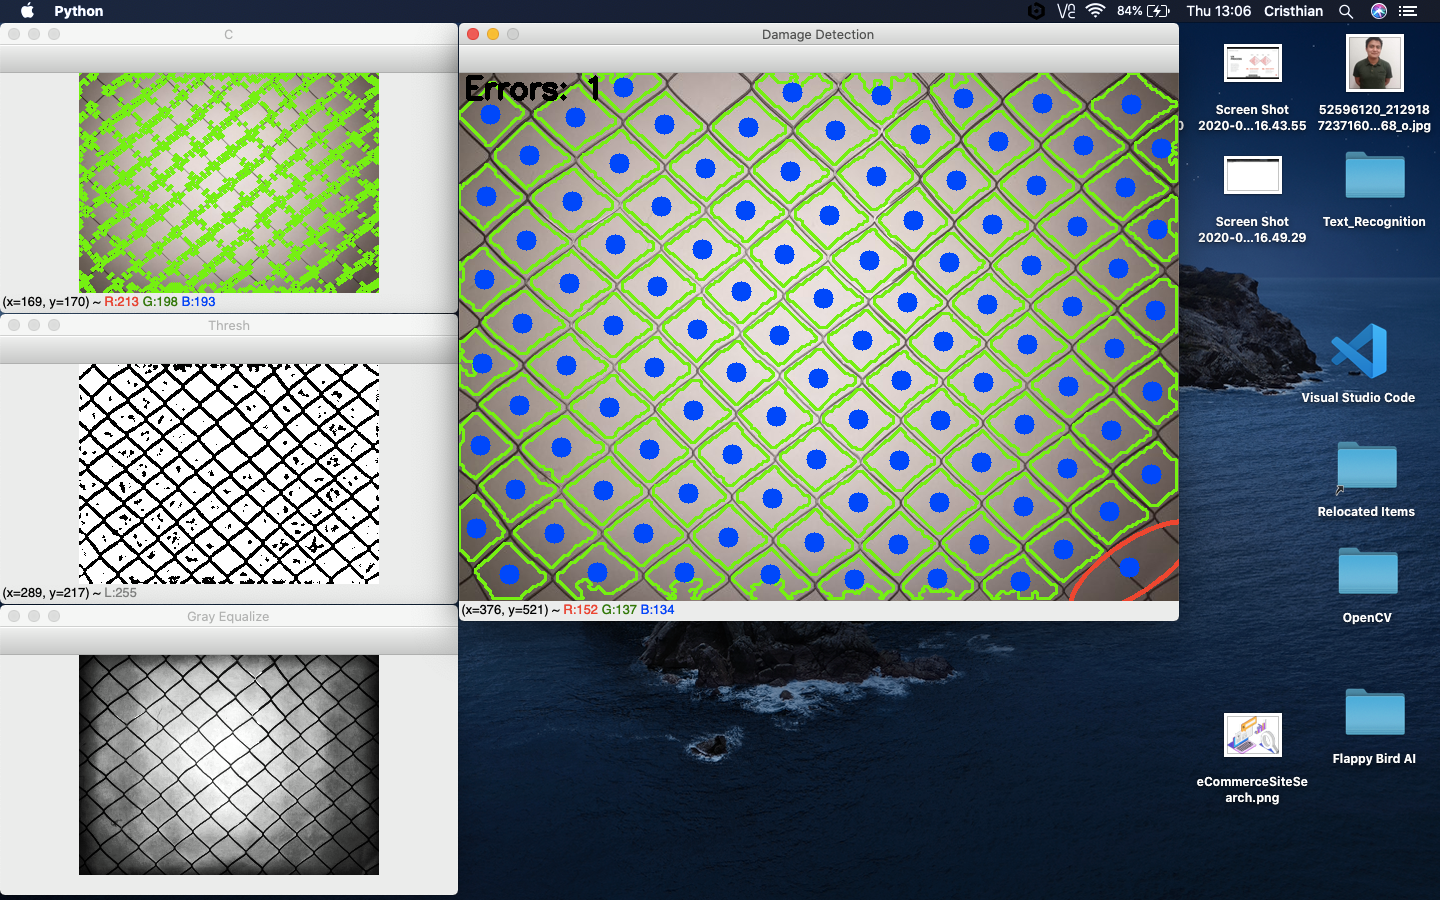 Python
84%
Thu 13:06
Cristhian
C
(x=169, y=170) ~ R:213 G:198 B:193
Thresh
(x=289, y=217) ~ L:255
Gray Equalize
Damage Detection
Errors: 1
(x=376, y=521) ~ R:152 G:137 B:134
Screen Shot
2020-0...16.43.55
52596120_212918
7237160...68_o.jpg
Screen Shot
2020-0...16.49.29
Text_Recognition
Visual Studio Code
Relocated Items
OpenCV
Flappy Bird AI
eCommerceSiteSe
arch.png